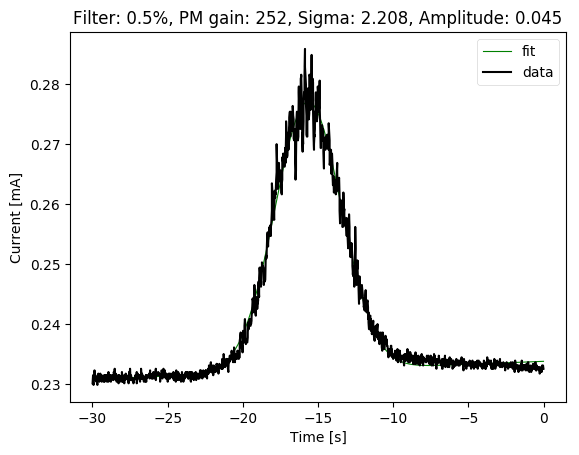 Filter: 0.5%, PM gain: 252, Sigma: 2.208, Amplitude: 0.045
fit
data
0.28
0.27
0.26
0.25
0.24
0.23
Current [mA]
−30
−25
−20
−15
−10
−5
0
Time [s]